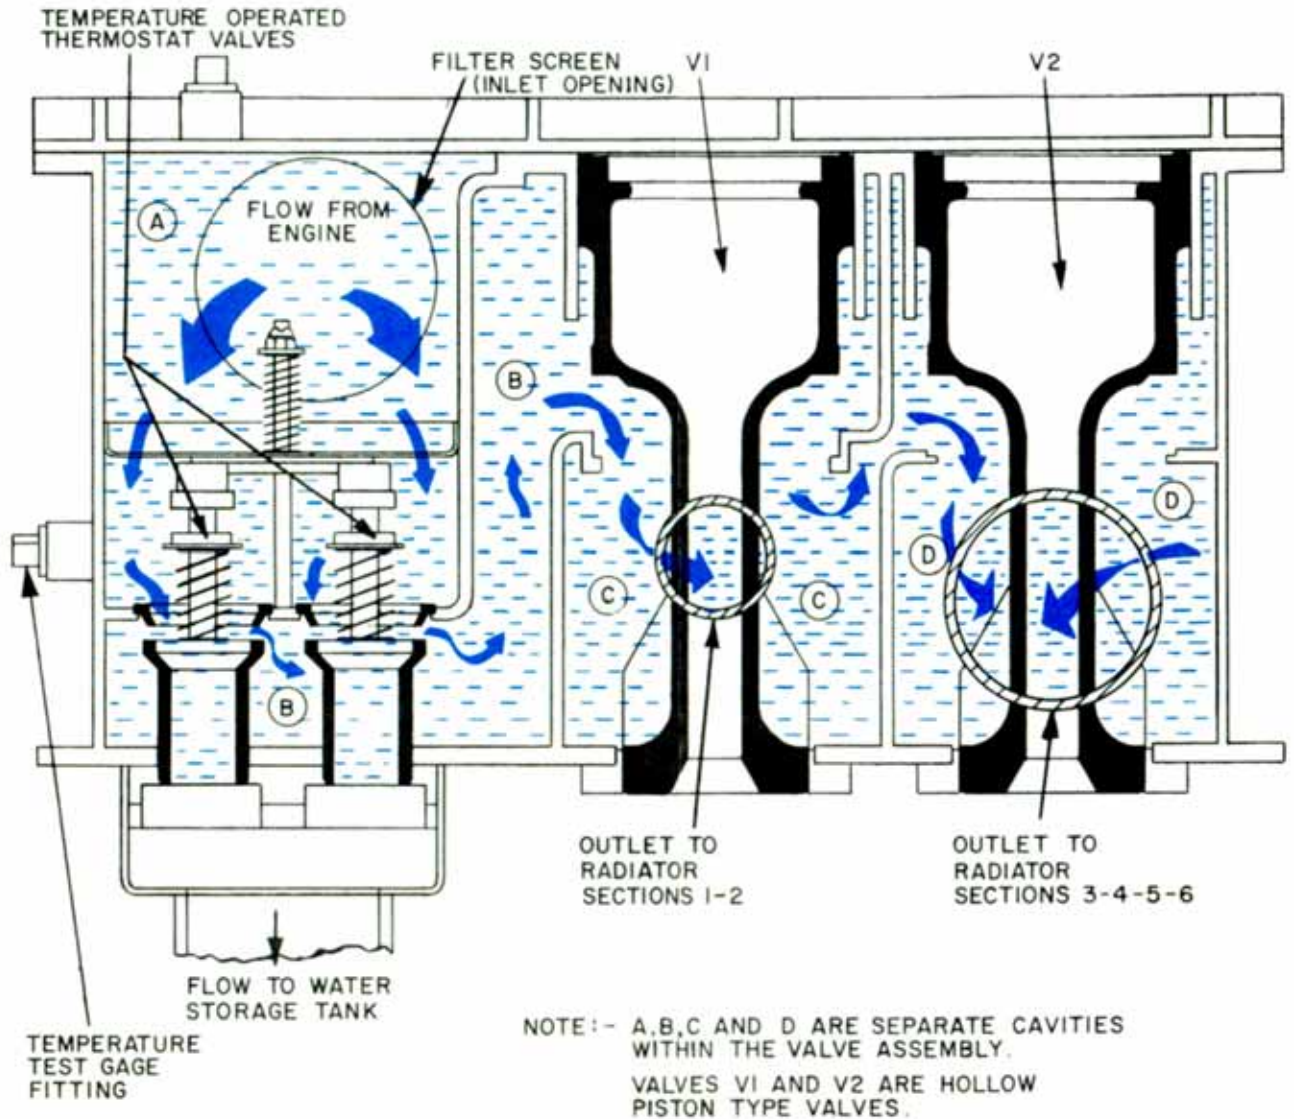 TEMPERATURE OPERATED
THERMOSTAT VALVES
FILTER SCREEN
(INLET OPENING)
V1
V2
A
FLOW FROM
ENGINE
B
D
D
C
C
B
OUTLET TO
RADIATOR
SECTIONS 1-2
OUTLET TO
RADIATOR
SECTIONS 3-4-5-6
FLOW TO WATER
STORAGE TANK
TEMPERATURE
TEST GAGE
FITTING
NOTE:- A,B,C AND D ARE SEPARATE CAVITIES
WITHIN THE VALVE ASSEMBLY.
VALVES V1 AND V2 ARE HOLLOW
PISTON TYPE VALVES.